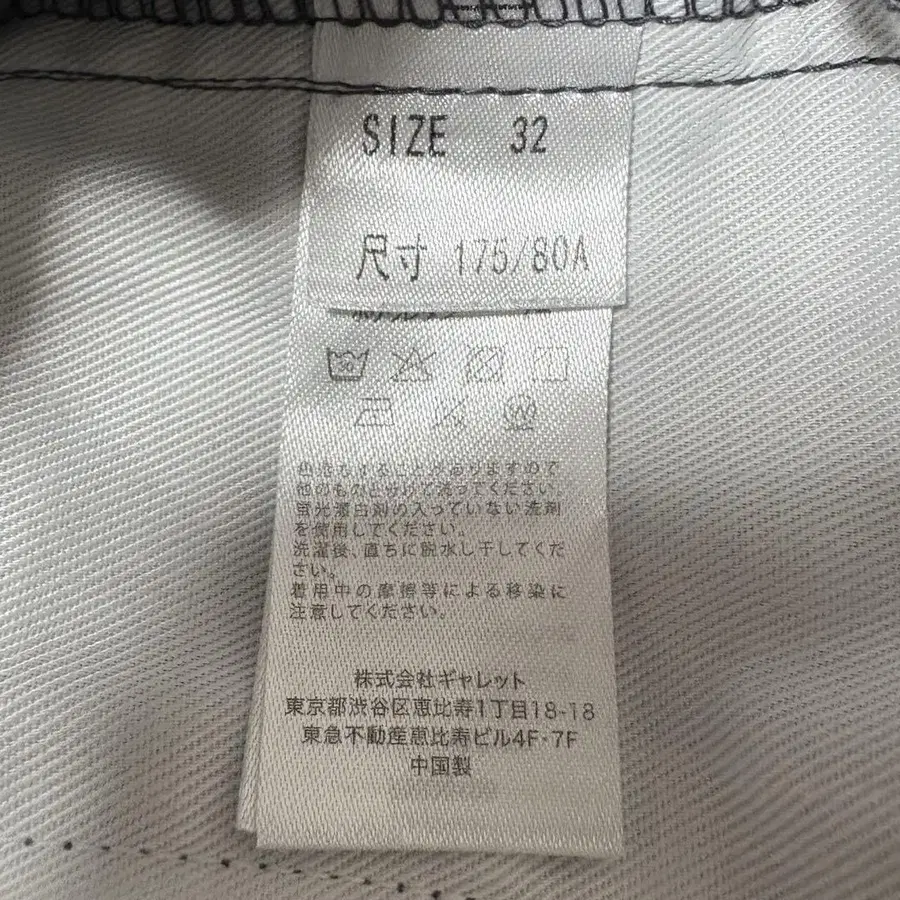 SIZE 32
尺寸 175/80A
色落ちすることがありますので
他のものと分けて洗ってください。
蛍光漂白剤の入っていない洗剤
を使用してください。
洗濯後、直ちに脱水し干してくだ
さい。
着用中の摩擦等による移染に
注意してください。
株式会社ギャレット
東京都渋谷区恵比寿1丁目18-18
東急不動産恵比寿ビル4F・7F
中国製